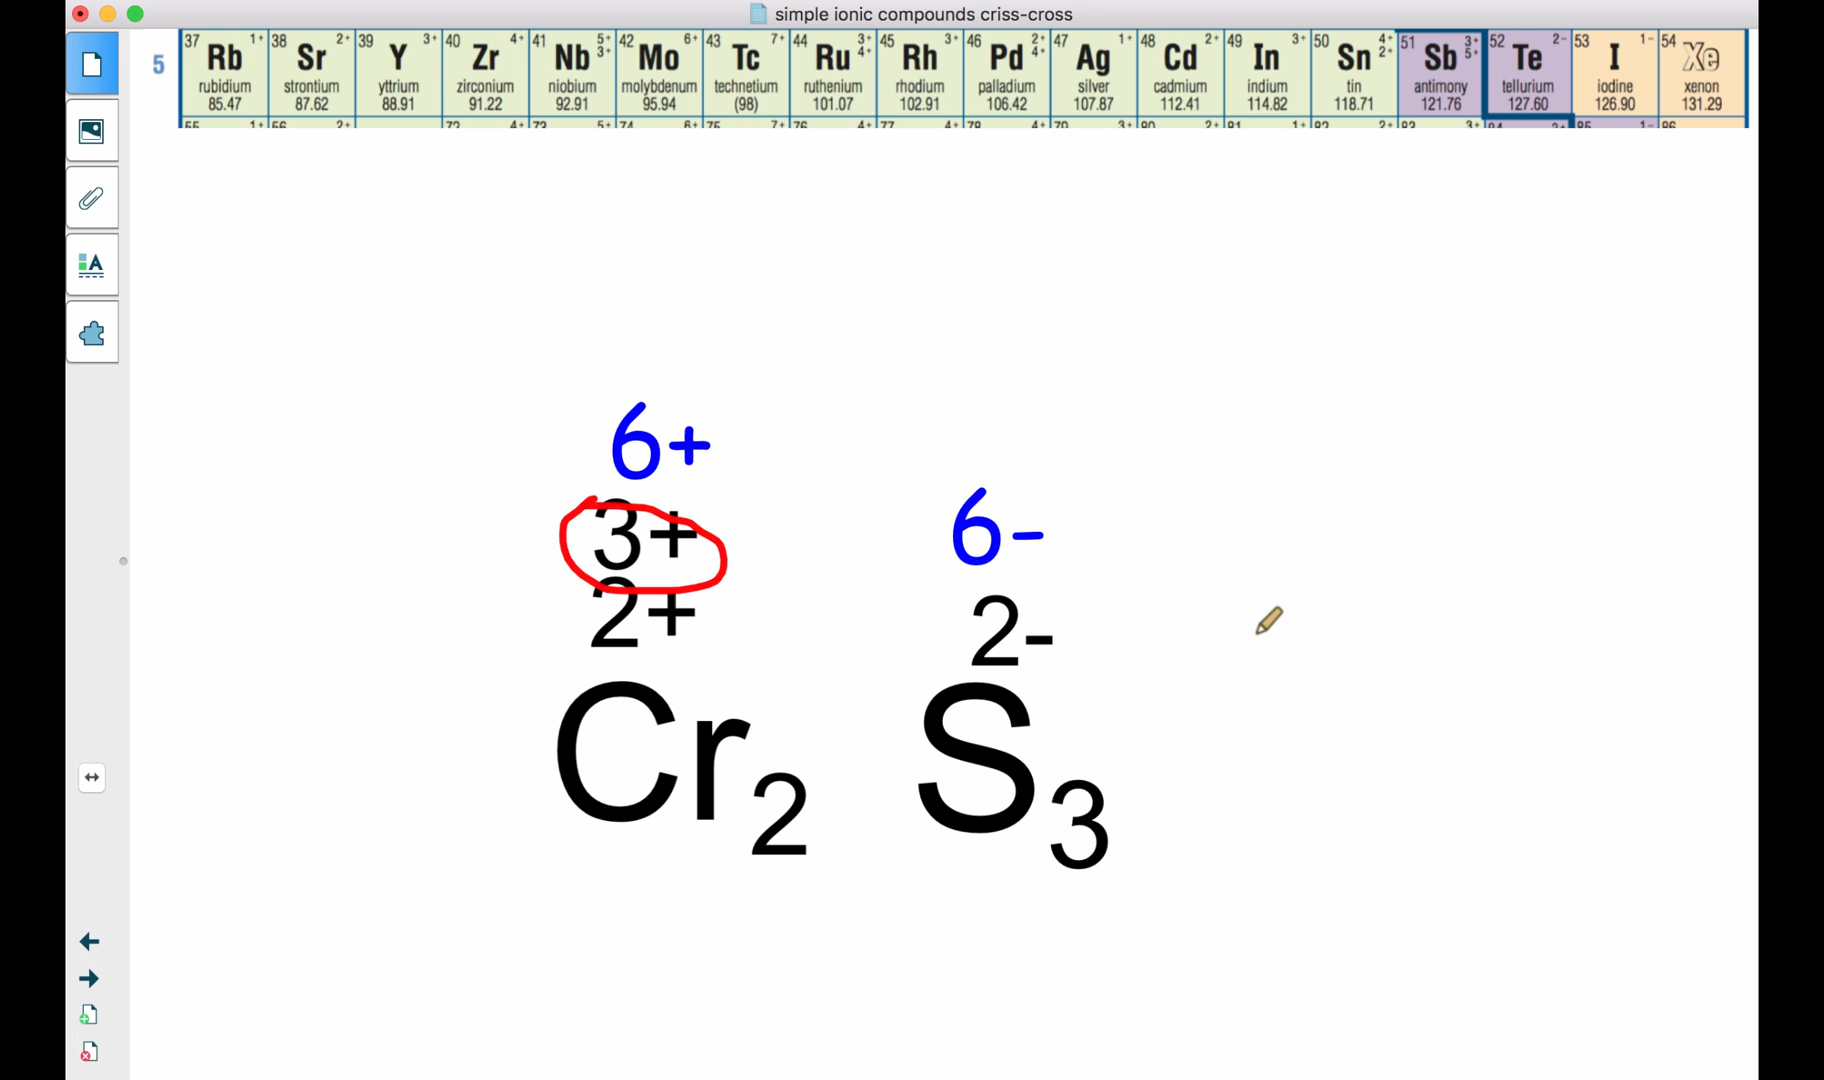 simple ionic compounds criss-cross
5
37 Rb 1+ rubidium 85.47
38 Sr 2+ strontium 87.62
39 Y 3+ yttrium 88.91
40 Zr 4+ zirconium 91.22
41 Nb 5+ 3+ niobium 92.91
42 Mo 6+ molybdenum 95.94
43 Tc 7+ technetium (98)
44 Ru 3+ 4+ ruthenium 101.07
45 Rh 3+ rhodium 102.91
46 Pd 2+ 4+ palladium 106.42
47 Ag 1+ silver 107.87
48 Cd 2+ cadmium 112.41
49 In 3+ indium 114.82
50 Sn 4+ 2+ tin 118.71
51 Sb 3+ 5+ antimony 121.76
52 Te 2- tellurium 127.60
53 I 1- iodine 126.90
54 Xe xenon 131.29
6+
3+ 6-
2+ 2-
Cr2 S3